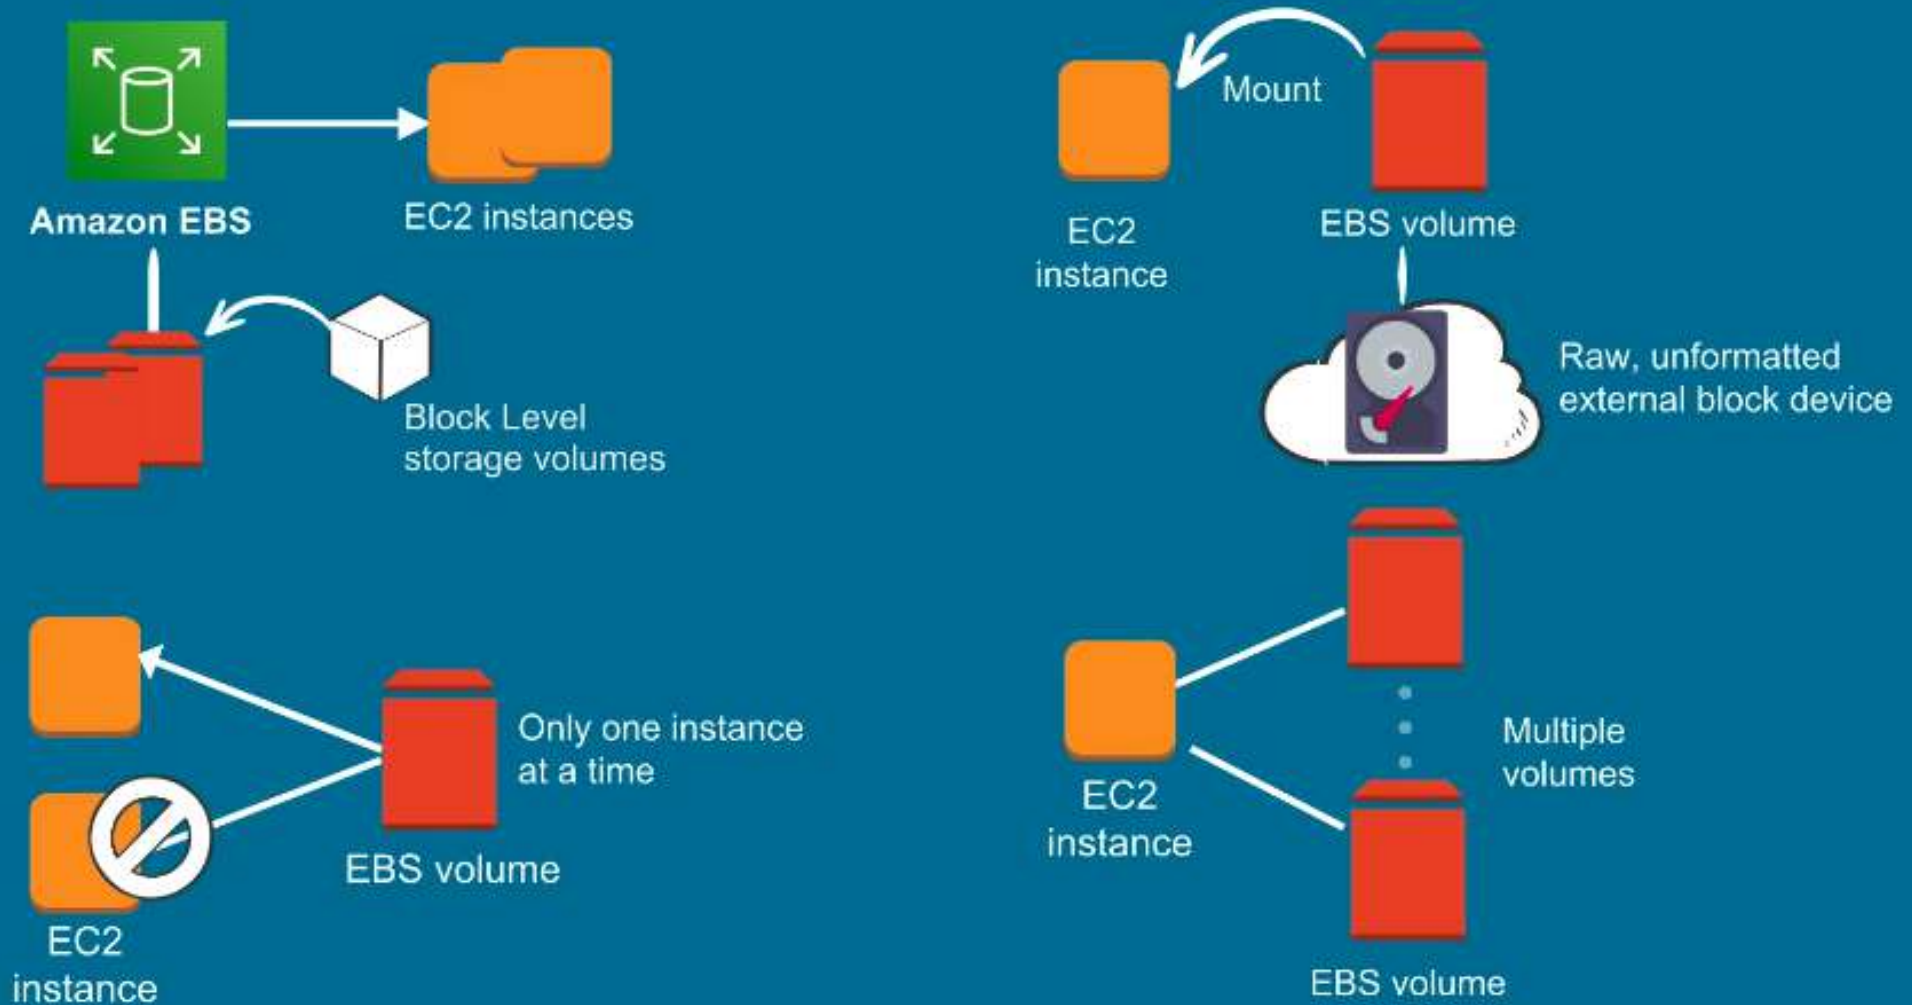 Amazon EBS
EC2 instances
Block Level
storage volumes
Mount
EC2
instance
EBS volume
Raw, unformatted
external block device
Only one instance
at a time
EBS volume
EC2
instance
EC2
instance
Multiple
volumes
EBS volume